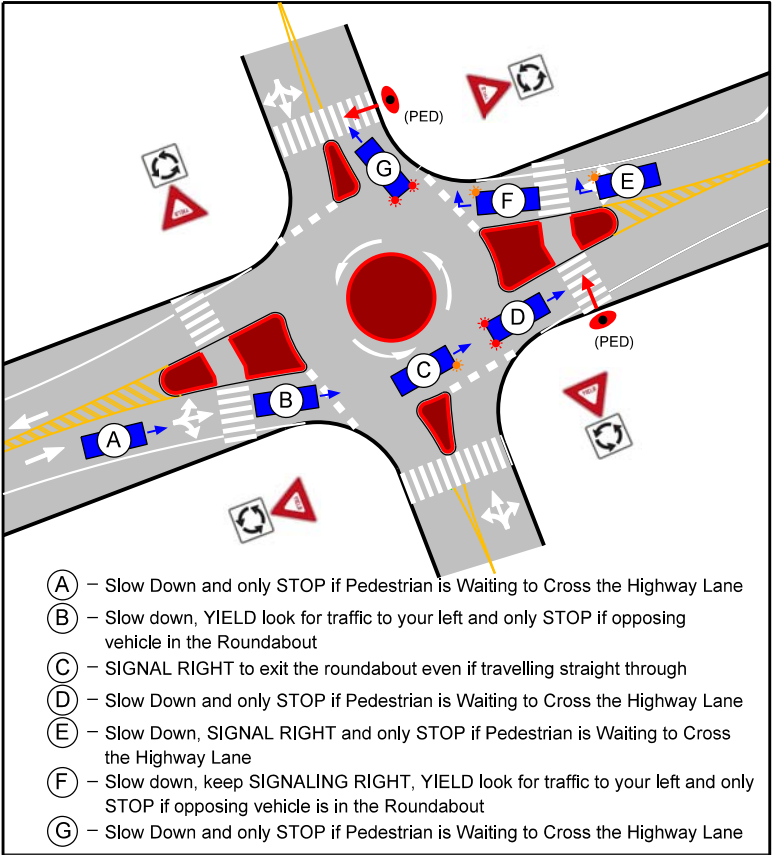 (PED)
G
E
F
D
(PED)
C
B
A
YIELD
YIELD
YIELD
YIELD
A – Slow Down and only STOP if Pedestrian is Waiting to Cross the Highway Lane
B – Slow down, YIELD look for traffic to your left and only STOP if opposing
vehicle in the Roundabout
C – SIGNAL RIGHT to exit the roundabout even if travelling straight through
D – Slow Down and only STOP if Pedestrian is Waiting to Cross the Highway Lane
E – Slow Down, SIGNAL RIGHT and only STOP if Pedestrian is Waiting to Cross
the Highway Lane
F – Slow down, keep SIGNALING RIGHT, YIELD look for traffic to your left and only
STOP if opposing vehicle is in the Roundabout
G – Slow Down and only STOP if Pedestrian is Waiting to Cross the Highway Lane